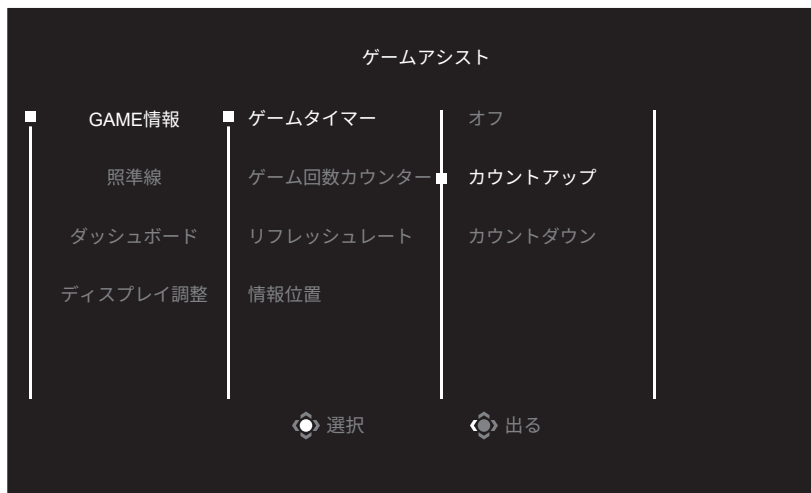 ゲームアシスト
GAME情報 ゲームタイマー オフ
照準線 ゲーム回数カウンター カウントアップ
ダッシュボード リフレッシュレート カウントダウン
ディスプレイ調整 情報位置
選択 出る